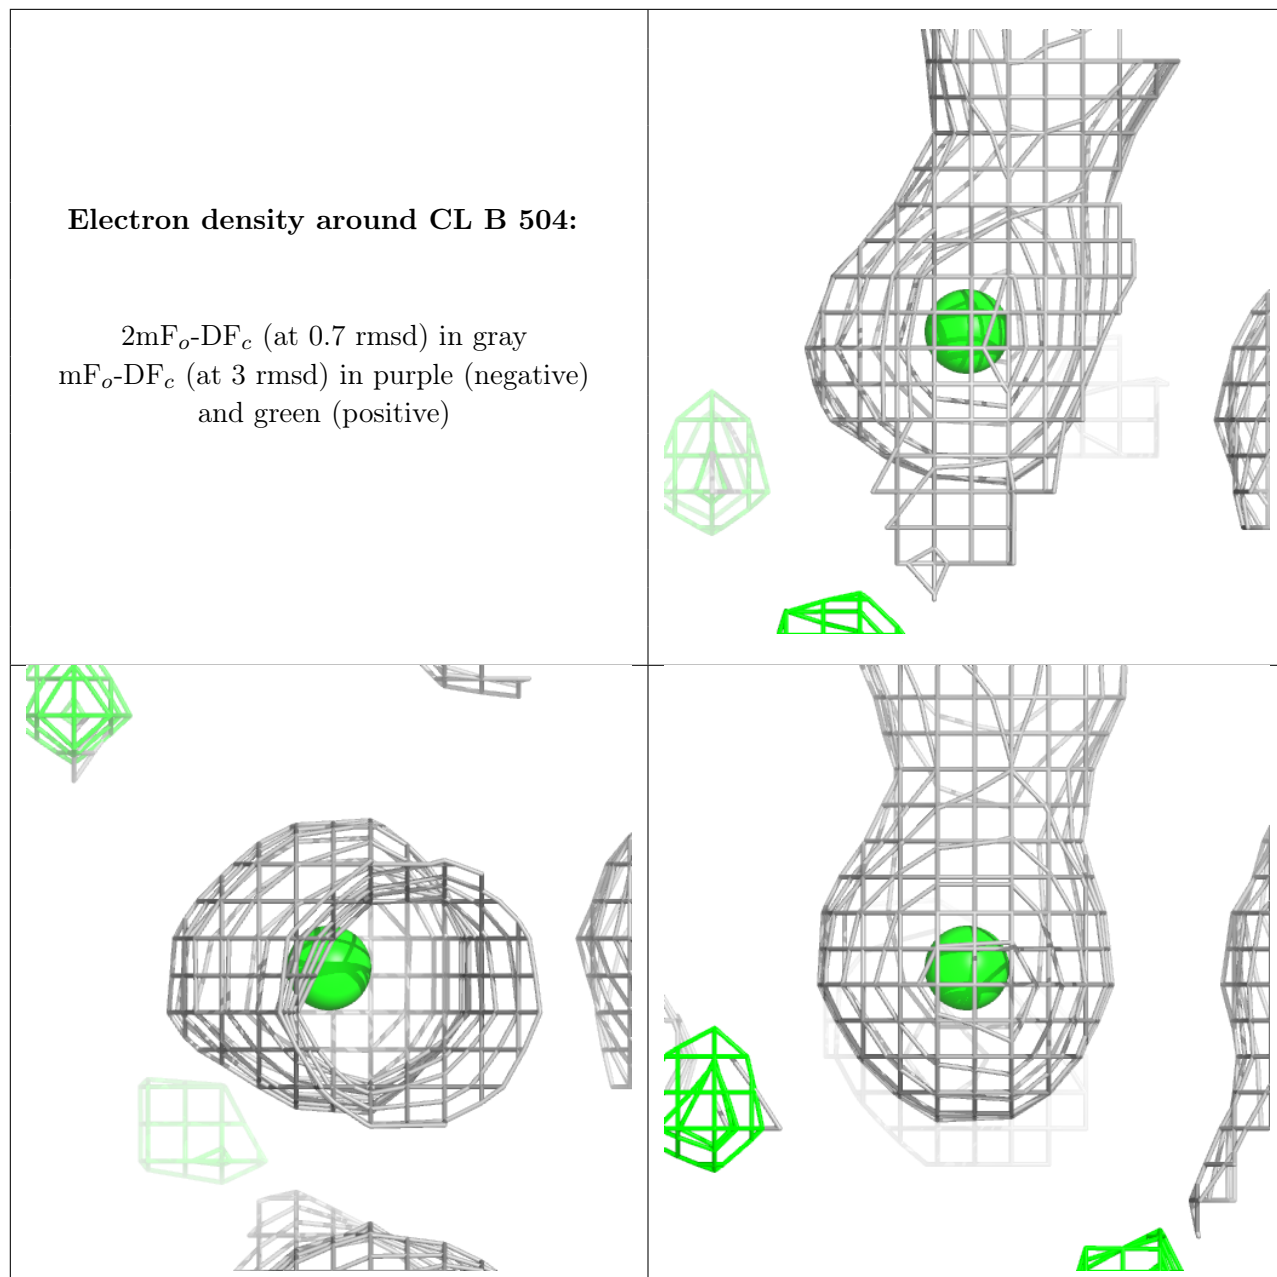 Electron density around CL B 504:
2mFo-DFc (at 0.7 rmsd) in gray
mFo-DFc (at 3 rmsd) in purple (negative)
and green (positive)